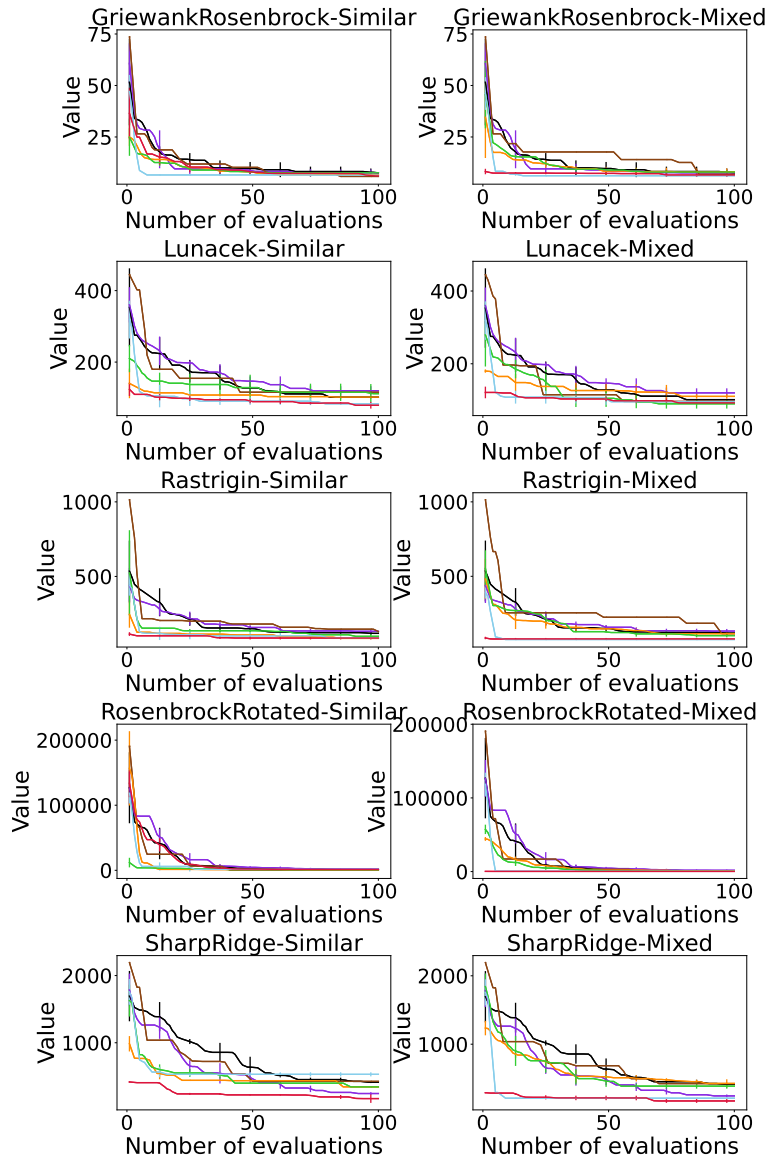 GriewankRosenbrock-Similar
GriewankRosenbrock-Mixed
75
50
25
Value
0 50 100
Number of evaluations
75
50
25
Value
0 50 100
Number of evaluations
Lunacek-Similar
Lunacek-Mixed
400
200
Value
0 50 100
Number of evaluations
400
200
Value
0 50 100
Number of evaluations
Rastrigin-Similar
Rastrigin-Mixed
1000
500
Value
0 50 100
Number of evaluations
1000
500
Value
0 50 100
Number of evaluations
RosenbrockRotated-Similar
RosenbrockRotated-Mixed
200000
100000
0
Value
0 50 100
Number of evaluations
200000
100000
0
Value
0 50 100
Number of evaluations
SharpRidge-Similar
SharpRidge-Mixed
2000
1000
Value
0 50 100
Number of evaluations
2000
1000
Value
0 50 100
Number of evaluations